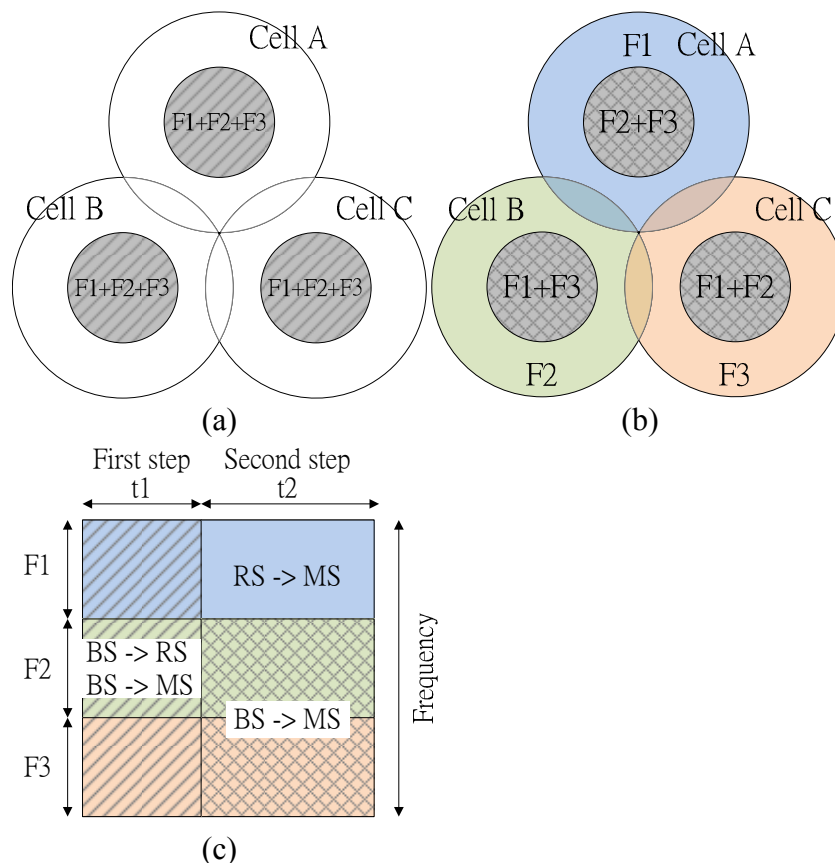 Cell A
F1+F2+F3
Cell B
Cell C
F1+F2+F3
F1+F2+F3
(a)
F1
Cell A
F2+F3
Cell B
Cell C
F1+F3
F1+F2
F2
F3
(b)
First step
t1
Second step
t2
F1
RS -> MS
F2
BS -> RS
BS -> MS
BS -> MS
F3
Frequency
(c)